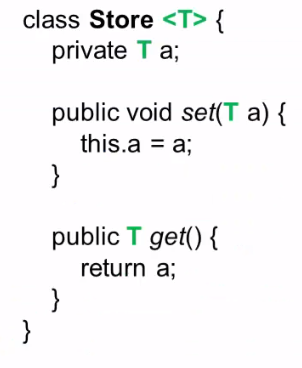 class Store <T> {
private T a;
public void set(T a) {
this.a = a;
}
public T get() {
return a;
}
}